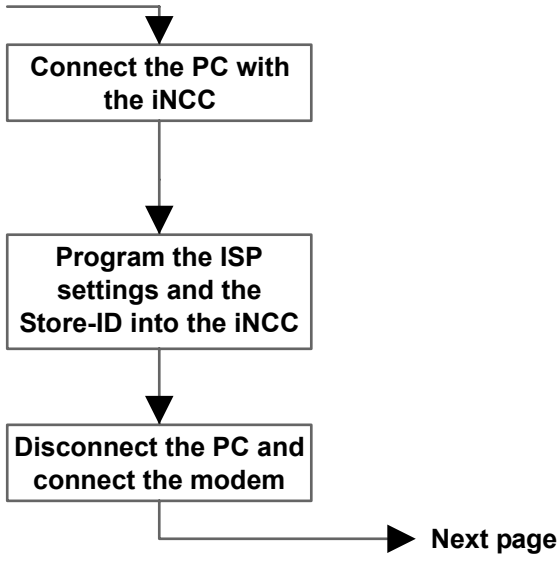 Connect the PC with
the iNCC
Program the ISP
settings and the
Store-ID into the iNCC
Disconnect the PC and
connect the modem
Next page